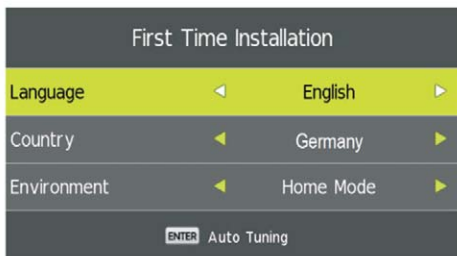 First Time Installation
Language English
Country Germany
Environment Home Mode
ENTER Auto Tuning